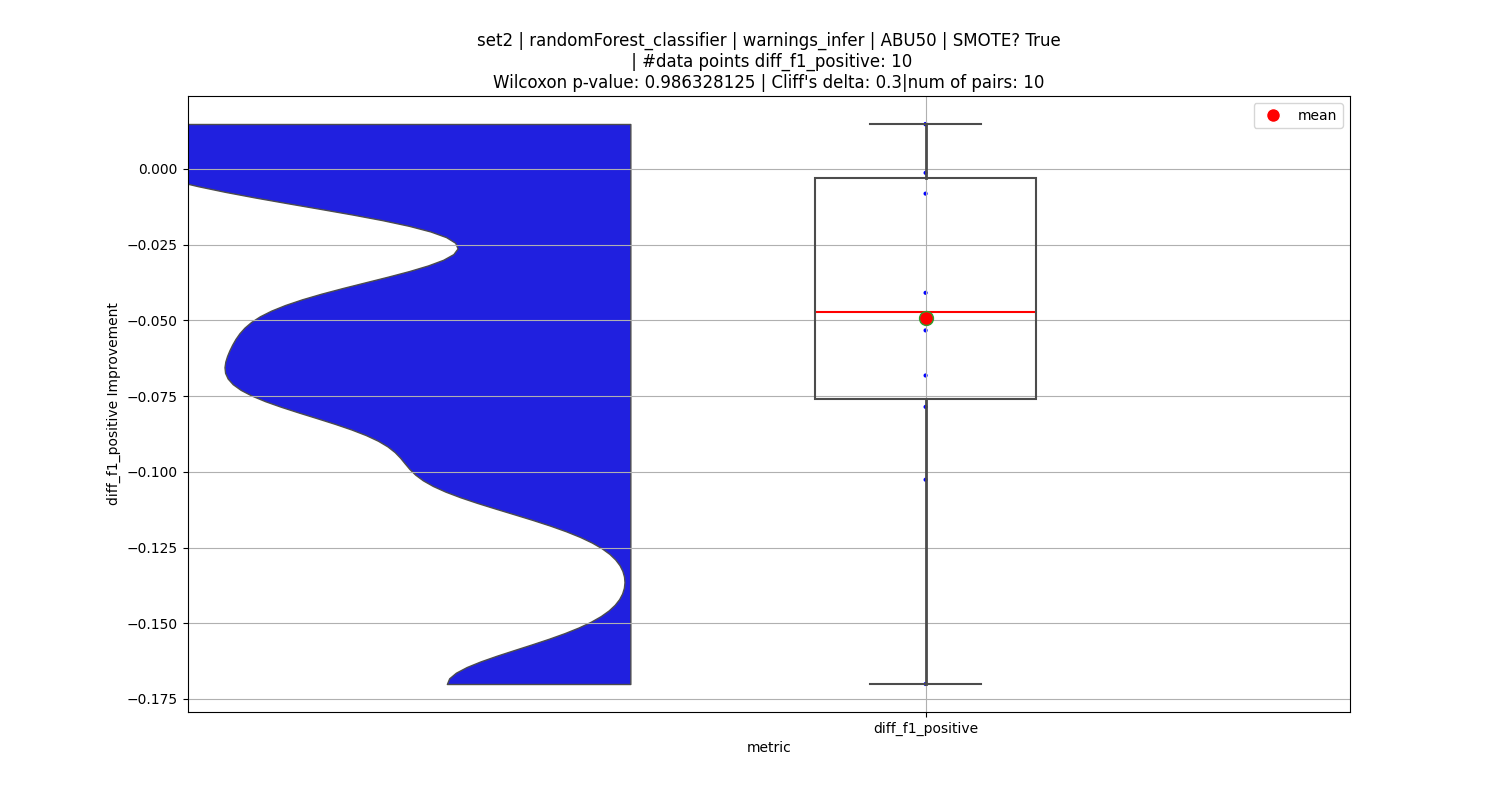 set2 | randomForest_classifier | warnings_infer | ABU50 | SMOTE? True
| #data points diff_f1_positive: 10
Wilcoxon p-value: 0.986328125 | Cliff's delta: 0.3|num of pairs: 10
mean
0.000
−0.025
−0.050
−0.075
−0.100
−0.125
−0.150
−0.175
diff_f1_positive Improvement
diff_f1_positive
metric